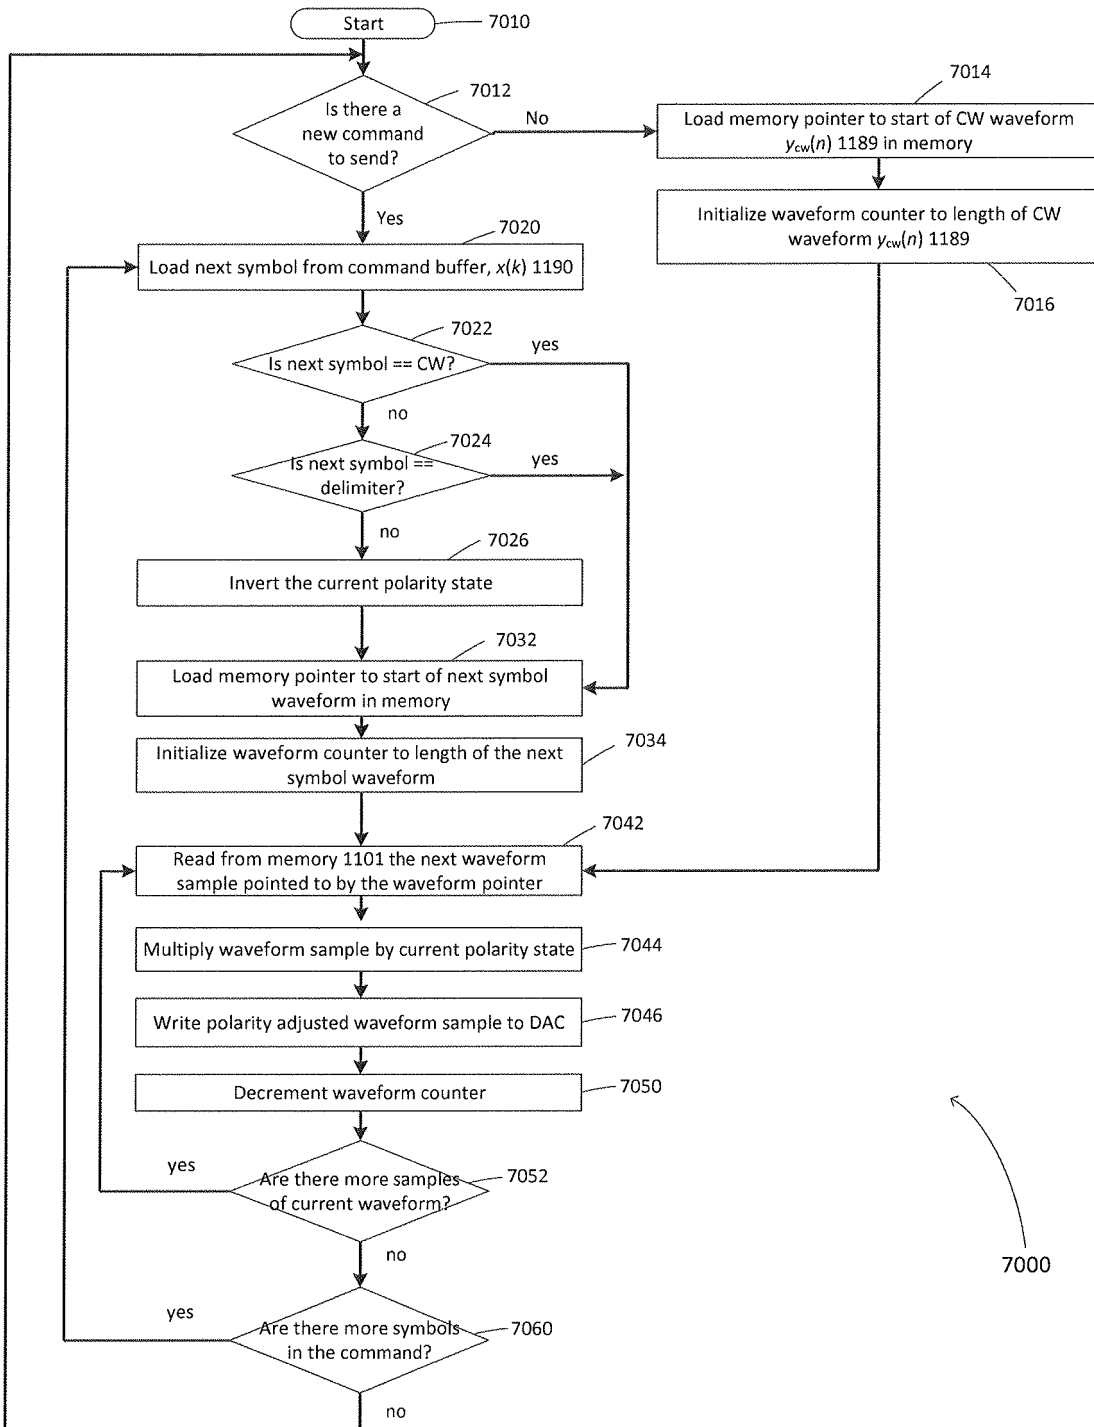 Start
7010
7012
Is there a
new command
to send?
No
7014
Load memory pointer to start of CW waveform
ycw(n) 1189 in memory
Yes
Initialize waveform counter to length of CW
waveform ycw(n) 1189
7016
7020
Load next symbol from command buffer, x(k) 1190
7022
Is next symbol == CW?
yes
no
7024
Is next symbol ==
delimiter?
yes
no
7026
Invert the current polarity state
7032
Load memory pointer to start of next symbol
waveform in memory
7034
Initialize waveform counter to length of the next
symbol waveform
7042
Read from memory 1101 the next waveform
sample pointed to by the waveform pointer
Multiply waveform sample by current polarity state
7044
Write polarity adjusted waveform sample to DAC
7046
Decrement waveform counter
7050
yes
Are there more samples
of current waveform?
7052
no
7000
yes
Are there more symbols
in the command?
7060
no